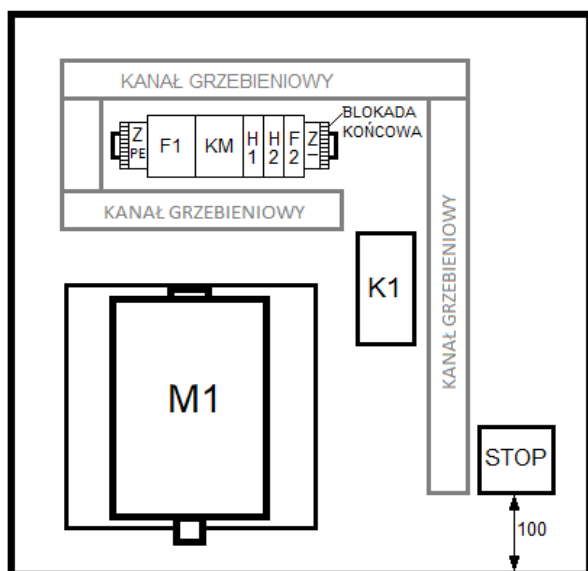 KANAŁ GRZEBIENIOWY
Z
PE
F1
KM
H
1
H
2
F
2
Z
BLOKADA
KOŃCOWA
KANAŁ GRZEBIENIOWY
KANAŁ GRZEBIENIOWY
K1
M1
STOP
100